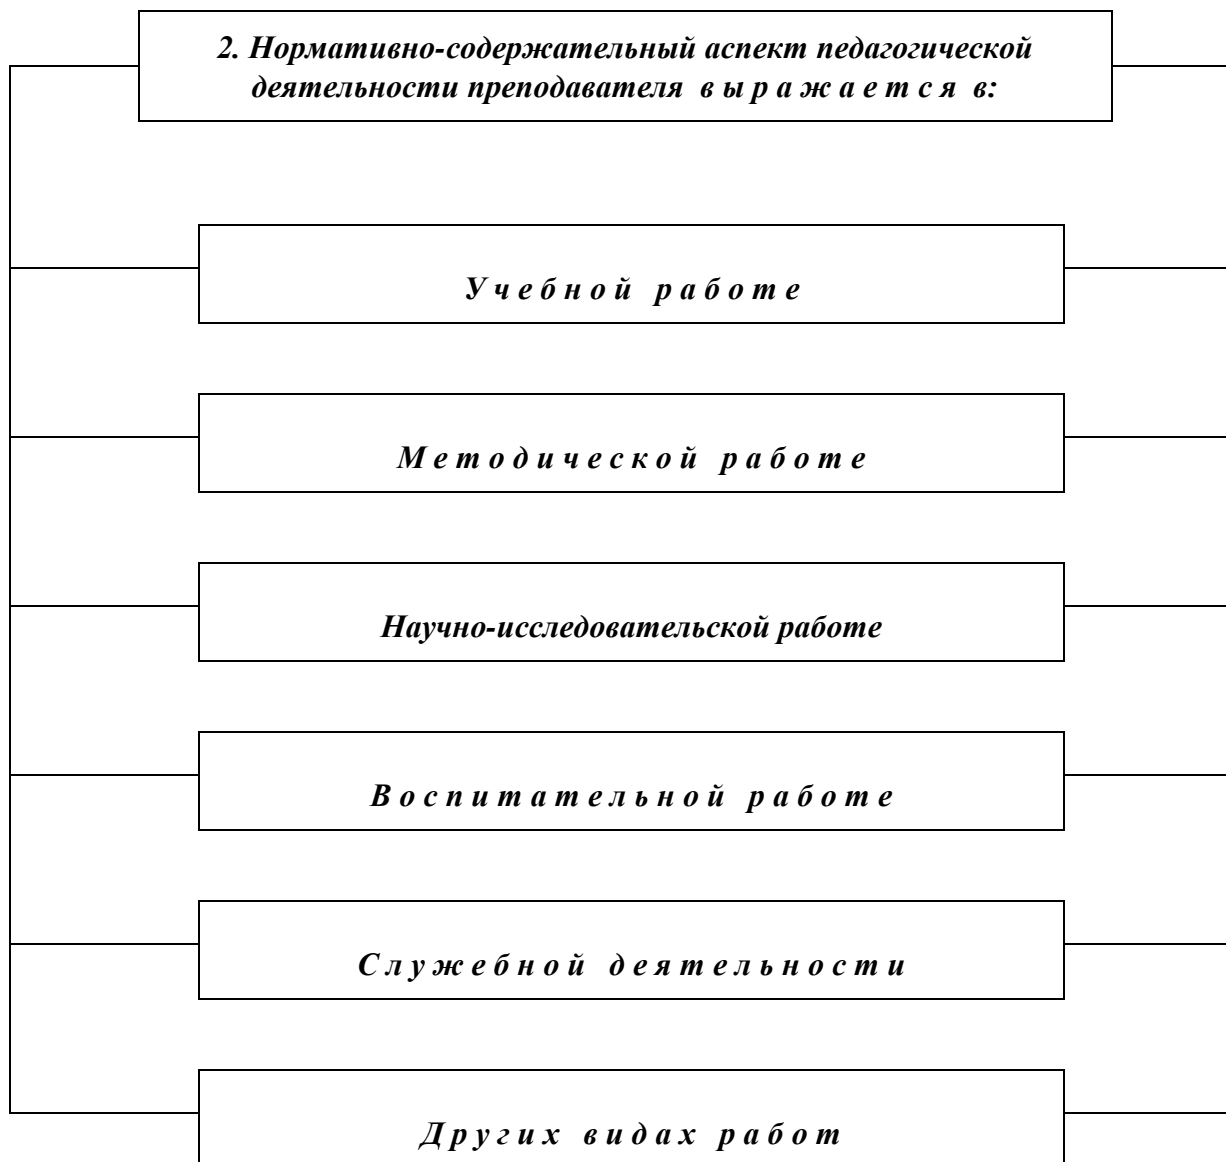 2. Нормативно-содержательный аспект педагогической
деятельности преподавателя в ы р а ж а е т с я в:
У ч е б н о й р а б о т е
М е т о д и ч е с к о й р а б о т е
Научно-исследовательской работе
В о с п и т а т е л ь н о й р а б о т е
С л у ж е б н о й д е я т е л ь н о с т и
Д р у г и х в и д а х р а б о т